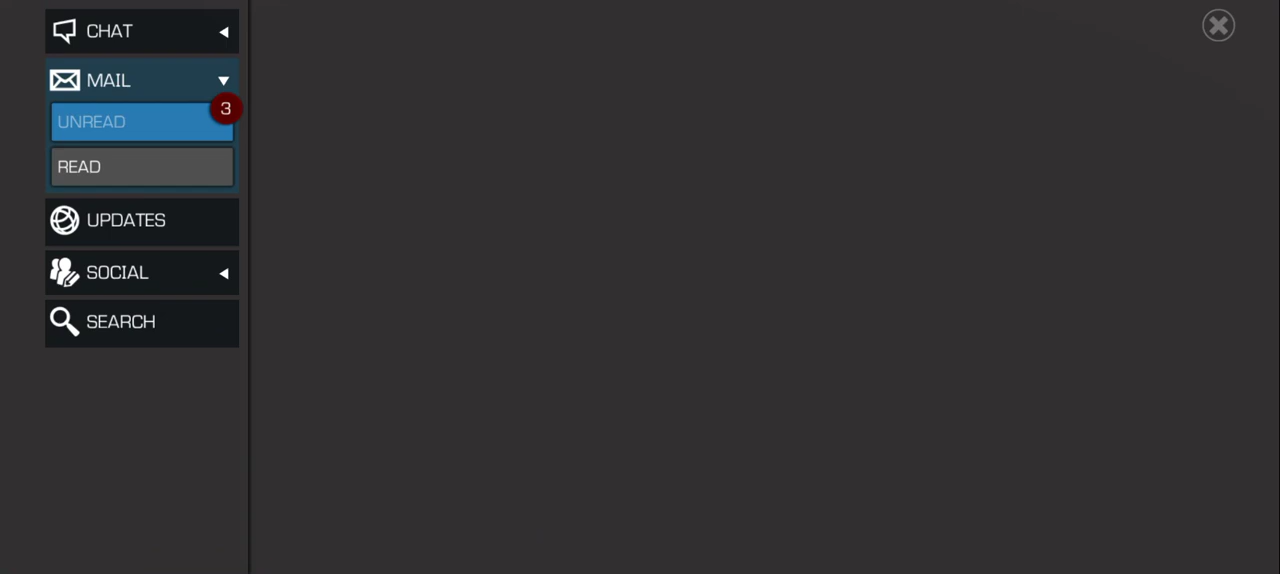 CHAT
MAIL
3
UNREAD
READ
UPDATES
SOCIAL
SEARCH